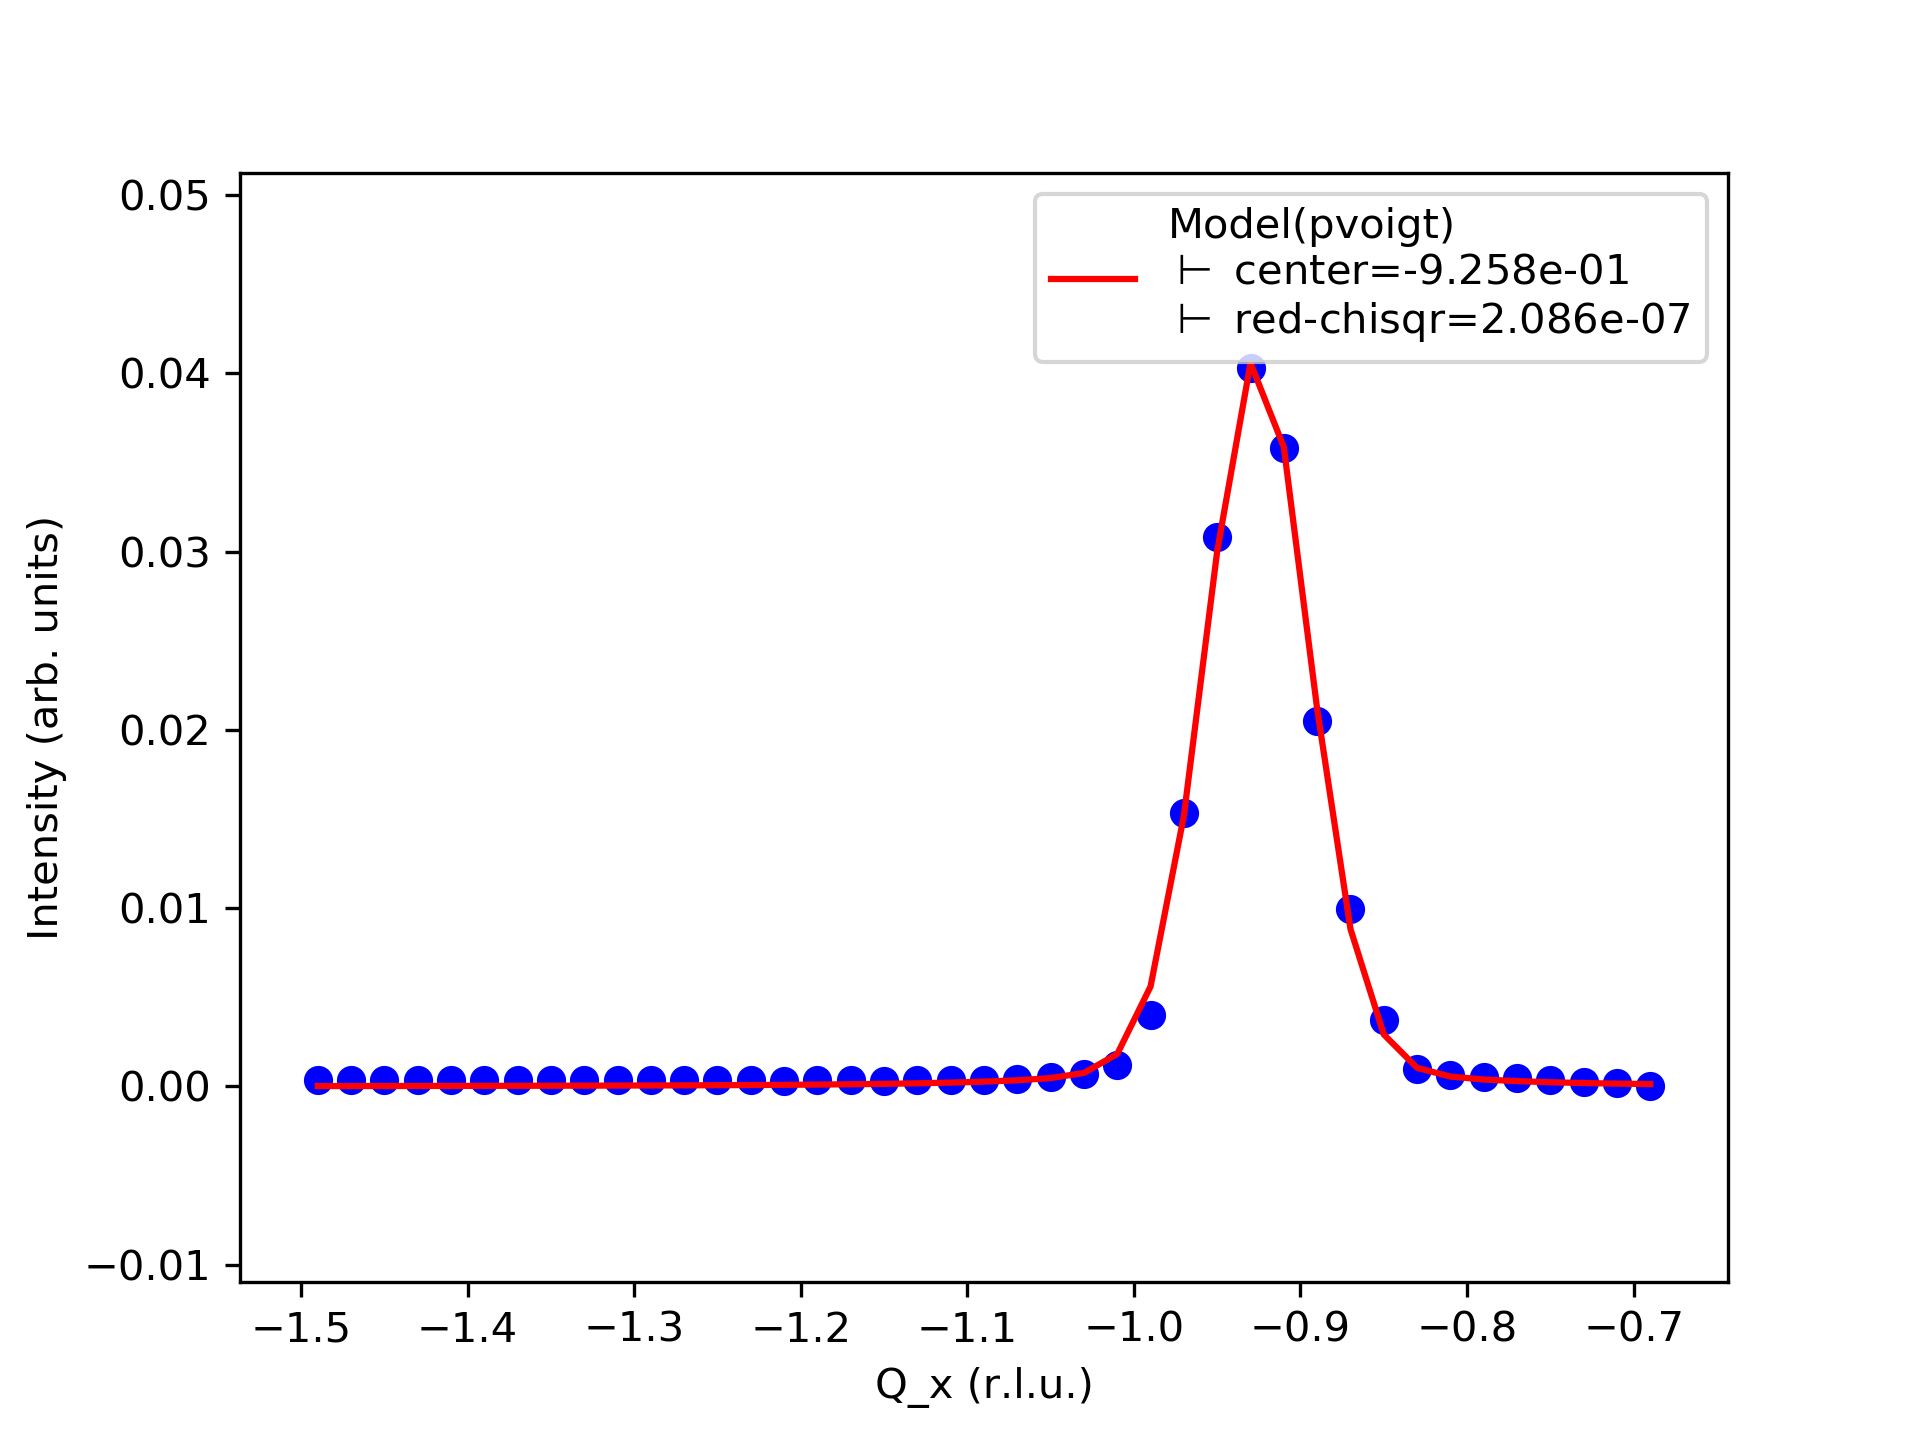 Model(pvoigt)
⊢ center=-9.258e-01
⊢ red-chisqr=2.086e-07
0.05
0.04
0.03
0.02
0.01
0.00
−0.01
Intensity (arb. units)
−1.5 −1.4 −1.3 −1.2 −1.1 −1.0 −0.9 −0.8 −0.7
Q_x (r.l.u.)